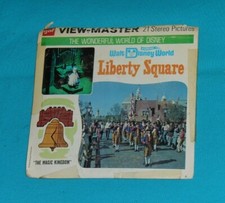 VIEW-MASTER 21 Stereo Pictures
THE WONDERFUL WORLD OF DISNEY
Walt Disney World
Liberty Square
"THE MAGIC KINGDOM"